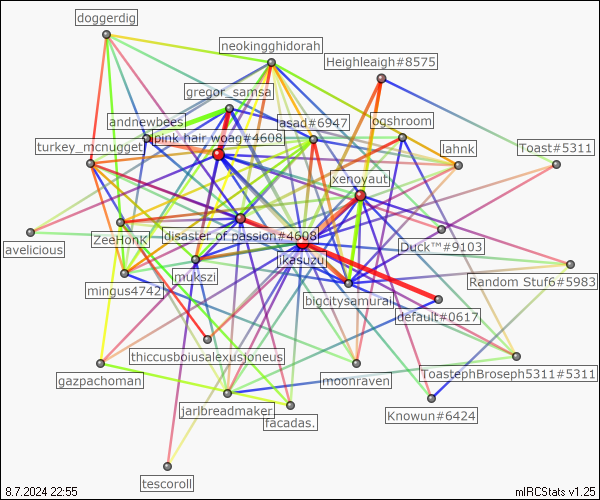 doggerdig
neokingghidorah
Heighleaigh#8575
gregor_samsa
andrewbees
asad#6947
ogshroom
pink hair woag#4608
turkey_mcnugget
lahnk
Toast#5311
xenovaut
avelicious
ZeeHonk
disaster of passion#4608
Duck™#9103
ikasuzu
mukszi
mingus4742
Random Stuf6#5983
bigcitysamurai
default#0617
thiccusboiusalexusjoneus
gazpachoman
moonraven
ToastephBroseph5311#5311
jarlbreadmaker
facadas.
Knowun#6424
tescoroll
8.7.2024 22:55
mIRCStats v1.25